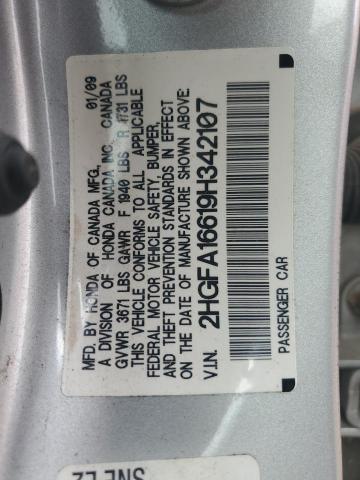 MFD. BY HONDA OF CANADA MFG., 01/09
A DIVISION OF HONDA CANADA INC. CANADA
GVWR 3671 LBS GAWR F 1940 LBS R 1731 LBS
THIS VEHICLE CONFORMS TO ALL APPLICABLE
FEDERAL MOTOR VEHICLE SAFETY, BUMPER,
AND THEFT PREVENTION STANDARDS IN EFFECT
ON THE DATE OF MANUFACTURE SHOWN ABOVE.
V.I.N. 2HGFA16619H342107
PASSENGER CAR